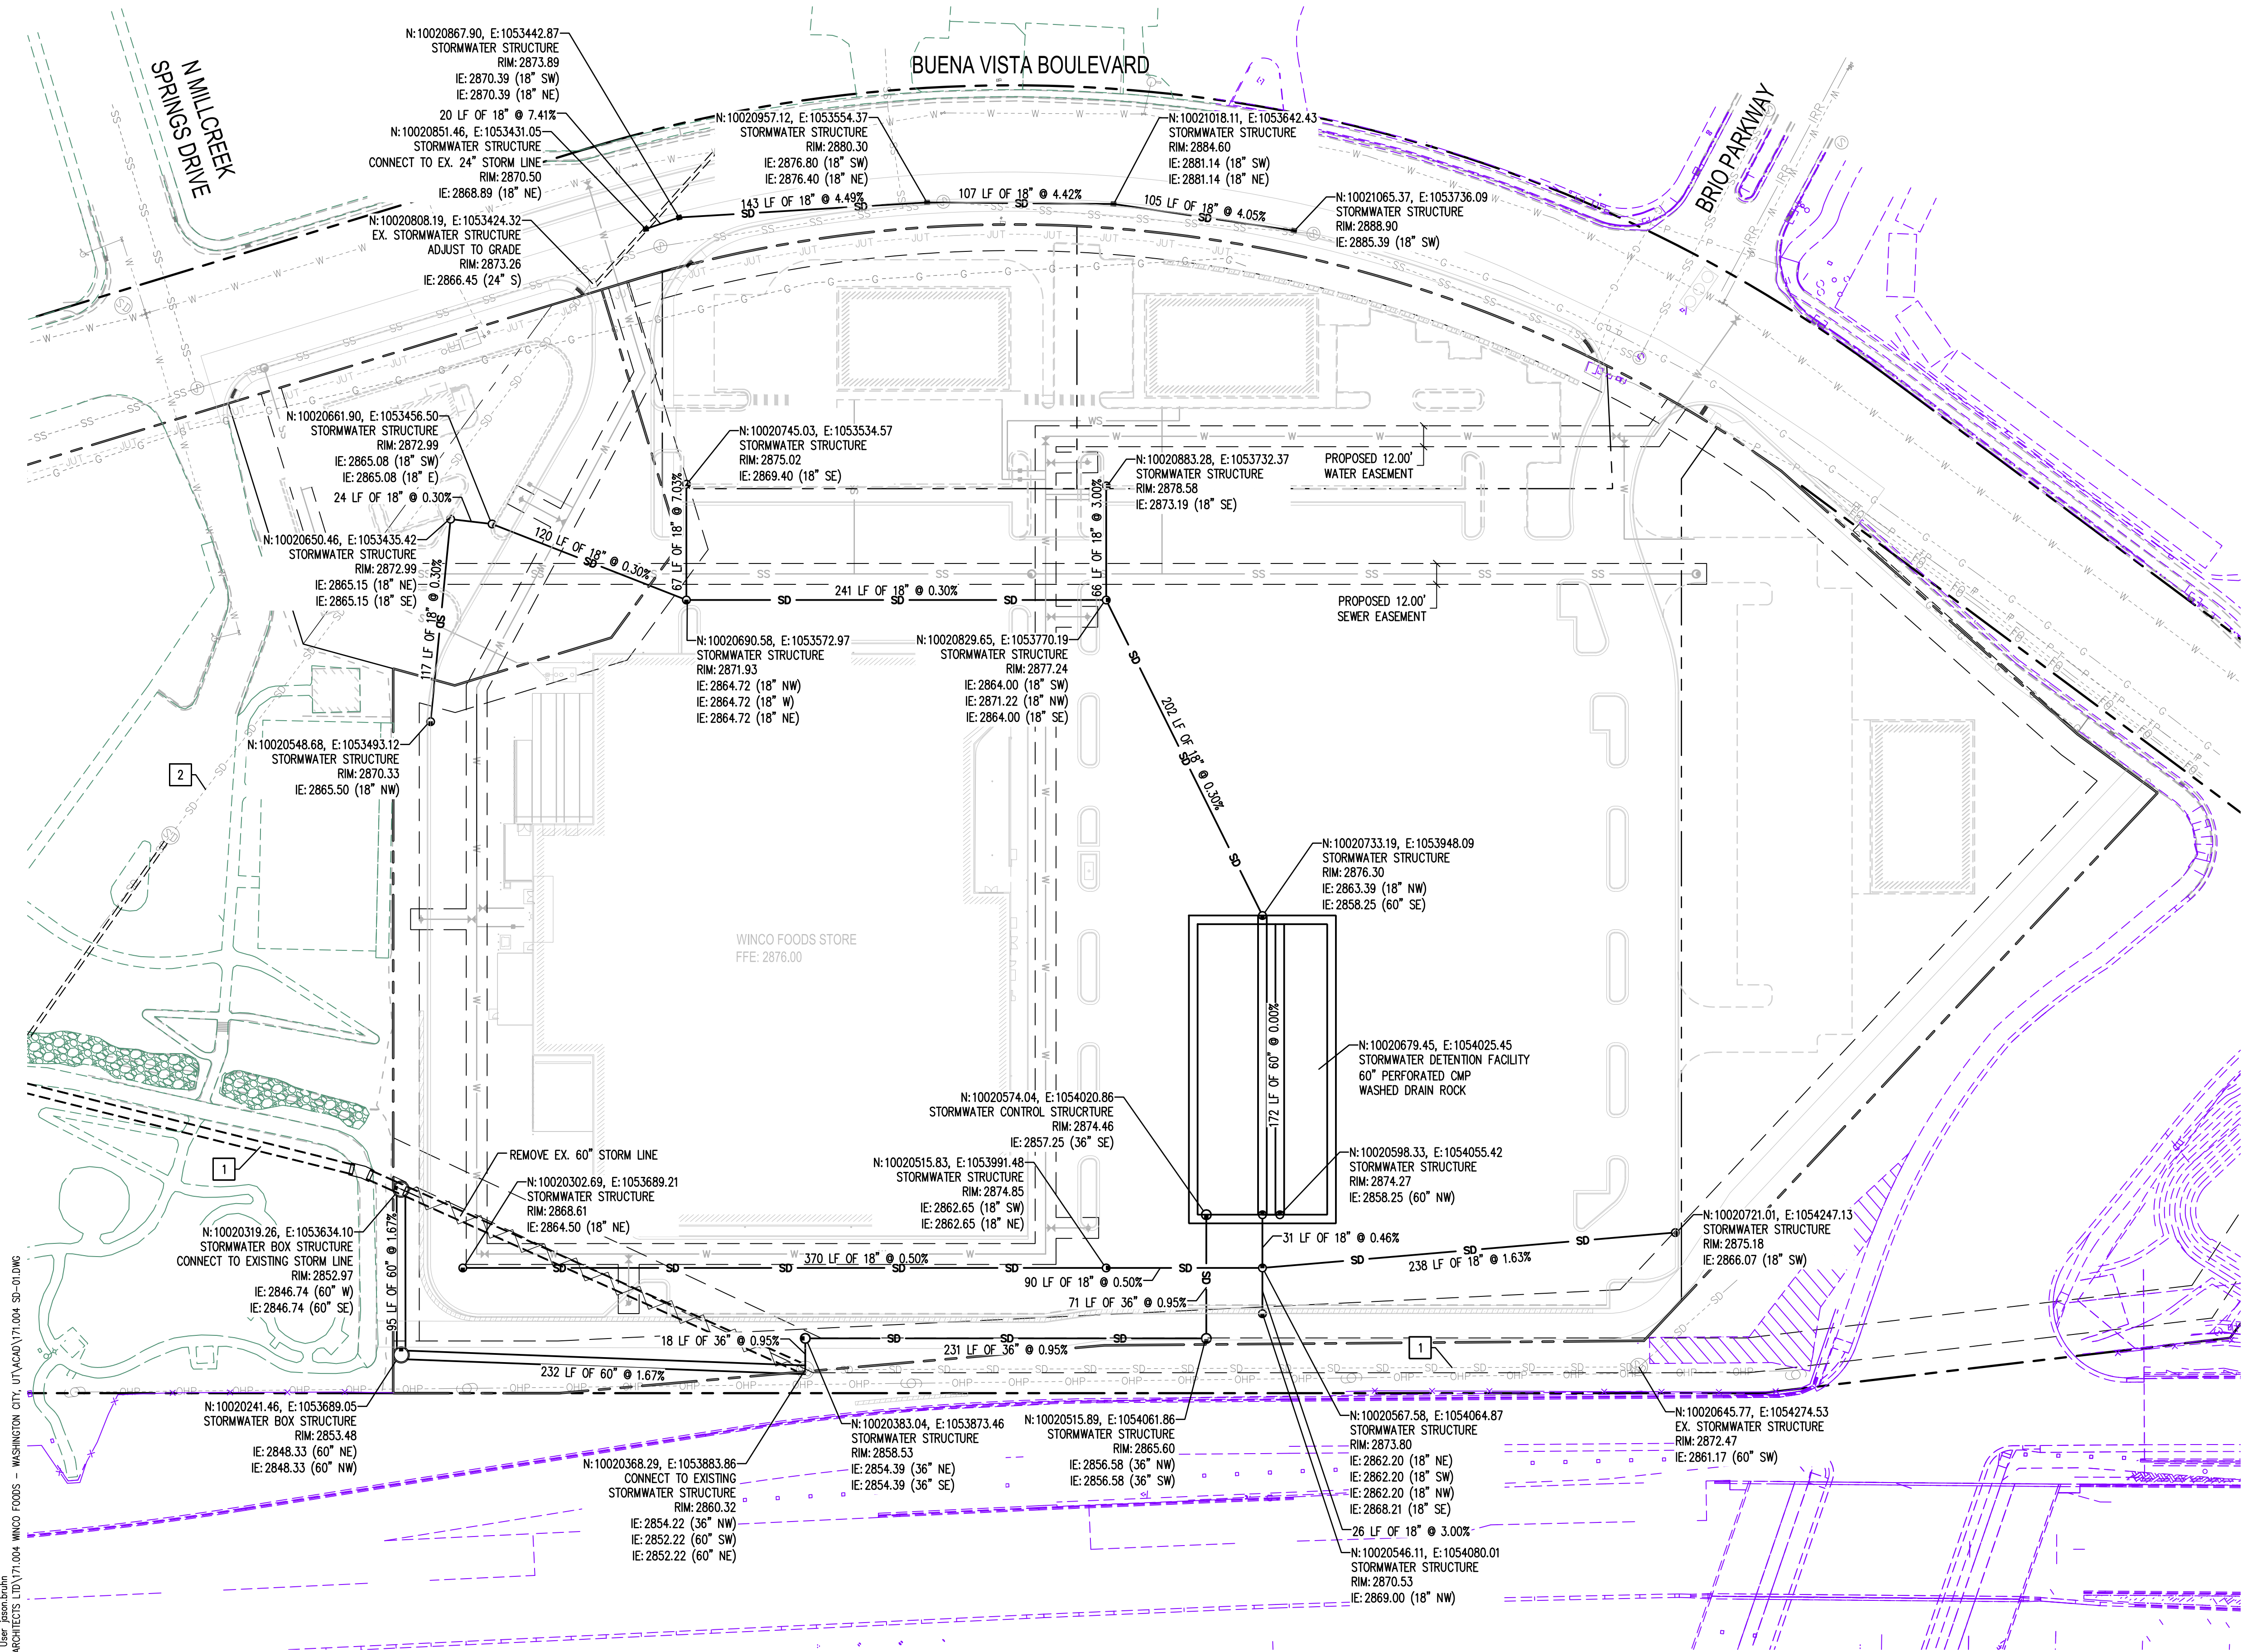 N MILLCREEK
SPRINGS DRIVE
BUENA VISTA BOULEVARD
BRIO PARKWAY
N:10020867.90, E:1053442.87
STORMWATER STRUCTURE
RIM: 2873.89
IE: 2870.39 (18" SW)
IE: 2870.39 (18" NE)
20 LF OF 18" @ 7.41%
N:10020851.46, E:1053431.05
STORMWATER STRUCTURE
CONNECT TO EX. 24" STORM LINE
RIM: 2870.50
IE: 2868.89 (18" NE)
N:10020808.19, E:1053424.32
EX. STORMWATER STRUCTURE
ADJUST TO GRADE
RIM: 2873.26
IE: 2866.45 (24" S)
N:10020957.12, E:1053554.37
STORMWATER STRUCTURE
RIM: 2880.30
IE: 2876.80 (18" SW)
IE: 2876.40 (18" NE)
143 LF OF 18" @ 4.49%
107 LF OF 18" @ 4.42%
105 LF OF 18" @ 4.05%
N:10021018.11, E:1053642.43
STORMWATER STRUCTURE
RIM: 2884.60
IE: 2881.14 (18" SW)
IE: 2881.14 (18" NE)
N:10021065.37, E:1053736.09
STORMWATER STRUCTURE
RIM: 2888.90
IE: 2885.39 (18" SW)
N:10020661.90, E:1053456.50
STORMWATER STRUCTURE
RIM: 2872.99
IE: 2865.08 (18" SW)
IE: 2865.08 (18" E)
24 LF OF 18" @ 0.30%
N:10020650.46, E:1053435.42
STORMWATER STRUCTURE
RIM: 2872.99
IE: 2865.15 (18" NE)
IE: 2865.15 (18" SE)
117 LF OF 18" @ 0.30%
120 LF OF 18" @ 0.30%
67 LF OF 18" @ 7.03%
N:10020745.03, E:1053534.57
STORMWATER STRUCTURE
RIM: 2875.02
IE: 2869.40 (18" SE)
N:10020883.28, E:1053732.37
STORMWATER STRUCTURE
RIM: 2878.58
IE: 2873.19 (18" SE)
66 LF OF 18" @ 3.00%
PROPOSED 12.00'
WATER EASEMENT
PROPOSED 12.00'
SEWER EASEMENT
241 LF OF 18" @ 0.30%
N:10020690.58, E:1053572.97
STORMWATER STRUCTURE
RIM: 2871.93
IE: 2864.72 (18" NW)
IE: 2864.72 (18" W)
IE: 2864.72 (18" NE)
N:10020829.65, E:1053770.19
STORMWATER STRUCTURE
RIM: 2877.24
IE: 2864.00 (18" SW)
IE: 2871.22 (18" NW)
IE: 2864.00 (18" SE)
202 LF OF 18" @ 0.30%
N:10020548.68, E:1053493.12
STORMWATER STRUCTURE
RIM: 2870.33
IE: 2865.50 (18" NW)
2
N:10020733.19, E:1053948.09
STORMWATER STRUCTURE
RIM: 2876.30
IE: 2863.39 (18" NW)
IE: 2858.25 (60" SE)
WINCO FOODS STORE
FFE: 2876.00
172 LF OF 60" @ 0.00%
N:10020679.45, E:1054025.45
STORMWATER DETENTION FACILITY
60" PERFORATED CMP
WASHED DRAIN ROCK
N:10020574.04, E:1054020.86
STORMWATER CONTROL STRUCRTURE
RIM: 2874.46
IE: 2857.25 (36" SE)
N:10020515.83, E:1053991.48
STORMWATER STRUCTURE
RIM: 2874.85
IE: 2862.65 (18" SW)
IE: 2862.65 (18" NE)
N:10020598.33, E:1054055.42
STORMWATER STRUCTURE
RIM: 2874.27
IE: 2858.25 (60" NW)
REMOVE EX. 60" STORM LINE
1
N:10020302.69, E:1053689.21
STORMWATER STRUCTURE
RIM: 2868.61
IE: 2864.50 (18" NE)
N:10020319.26, E:1053634.10
STORMWATER BOX STRUCTURE
CONNECT TO EXISTING STORM LINE
RIM: 2852.97
IE: 2846.74 (60" W)
IE: 2846.74 (60" SE)
95 LF OF 60" @ 1.67%
N:10020721.01, E:1054247.13
STORMWATER STRUCTURE
RIM: 2875.18
IE: 2866.07 (18" SW)
31 LF OF 18" @ 0.46%
370 LF OF 18" @ 0.50%
90 LF OF 18" @ 0.50%
238 LF OF 18" @ 1.63%
71 LF OF 36" @ 0.95%
18 LF OF 36" @ 0.95%
231 LF OF 36" @ 0.95%
1
232 LF OF 60" @ 1.67%
N:10020241.46, E:1053689.05
STORMWATER BOX STRUCTURE
RIM: 2853.48
IE: 2848.33 (60" NE)
IE: 2848.33 (60" NW)
N:10020368.29, E:1053883.86
CONNECT TO EXISTING
STORMWATER STRUCTURE
RIM: 2860.32
IE: 2854.22 (36" NW)
IE: 2852.22 (60" SW)
IE: 2852.22 (60" NE)
N:10020383.04, E:1053873.46
STORMWATER STRUCTURE
RIM: 2858.53
IE: 2854.39 (36" NE)
IE: 2854.39 (36" SE)
N:10020515.89, E:1054061.86
STORMWATER STRUCTURE
RIM: 2865.60
IE: 2856.58 (36" NW)
IE: 2856.58 (36" SW)
N:10020567.58, E:1054064.87
STORMWATER STRUCTURE
RIM: 2873.80
IE: 2862.20 (18" NE)
IE: 2862.20 (18" SW)
IE: 2862.20 (18" NW)
IE: 2868.21 (18" SE)
26 LF OF 18" @ 3.00%
N:10020546.11, E:1054080.01
STORMWATER STRUCTURE
RIM: 2870.53
IE: 2869.00 (18" NW)
N:10020645.77, E:1054274.53
EX. STORMWATER STRUCTURE
RIM: 2872.47
IE: 2861.17 (60" SW)
User jason.bruhn
ARCHITECTS LTD\171.004 WINCO FOODS - WASHINGTON CITY, UT\ACAD\171.004 SD-01.DWG